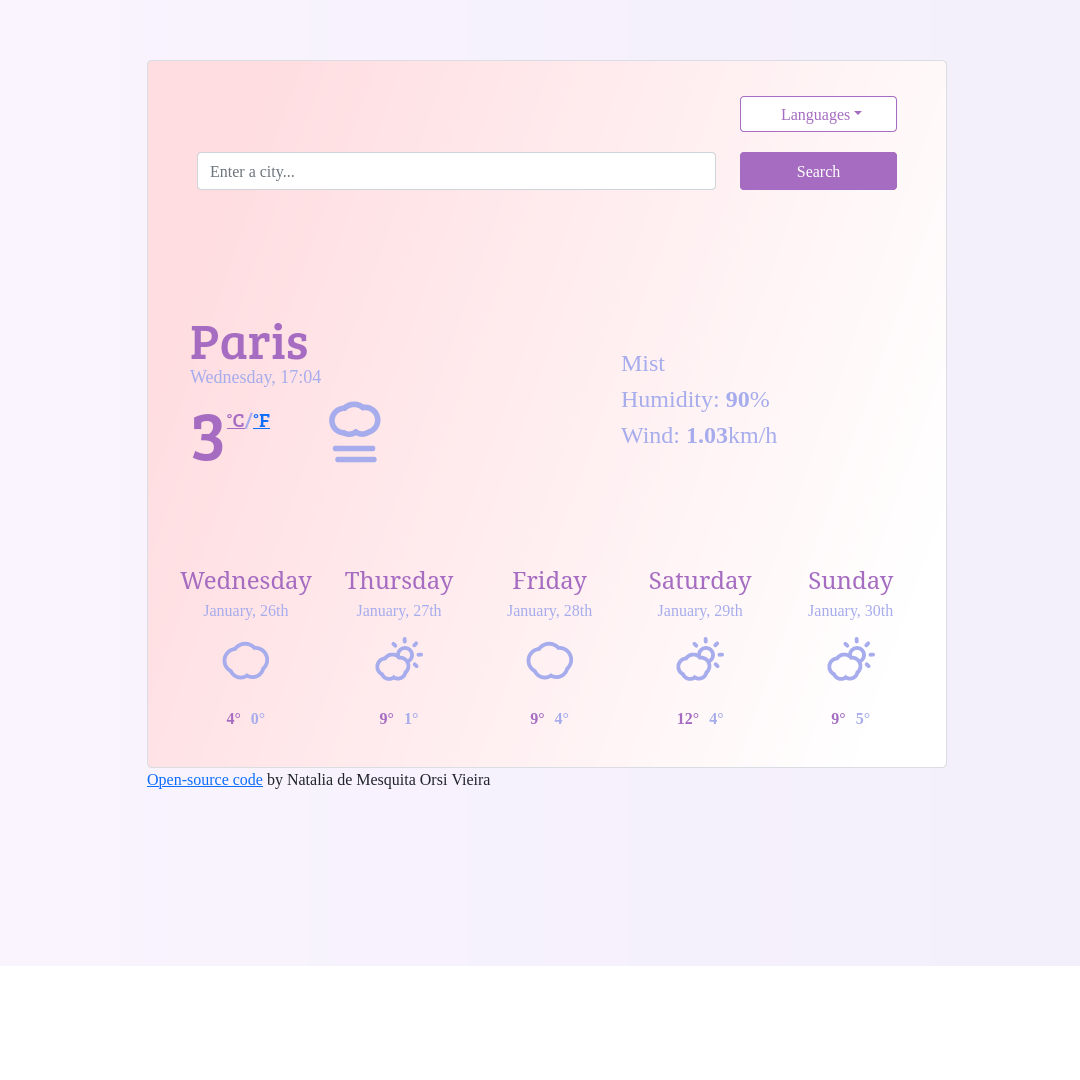 Languages
Enter a city...
Search
Paris
Wednesday, 17:04
3 °C/°F
Mist
Humidity: 90%
Wind: 1.03km/h
Wednesday Thursday Friday Saturday Sunday
January, 26th January, 27th January, 28th January, 29th January, 30th
4° 0° 9° 1° 9° 4° 12° 4° 9° 5°
Open-source code by Natalia de Mesquita Orsi Vieira